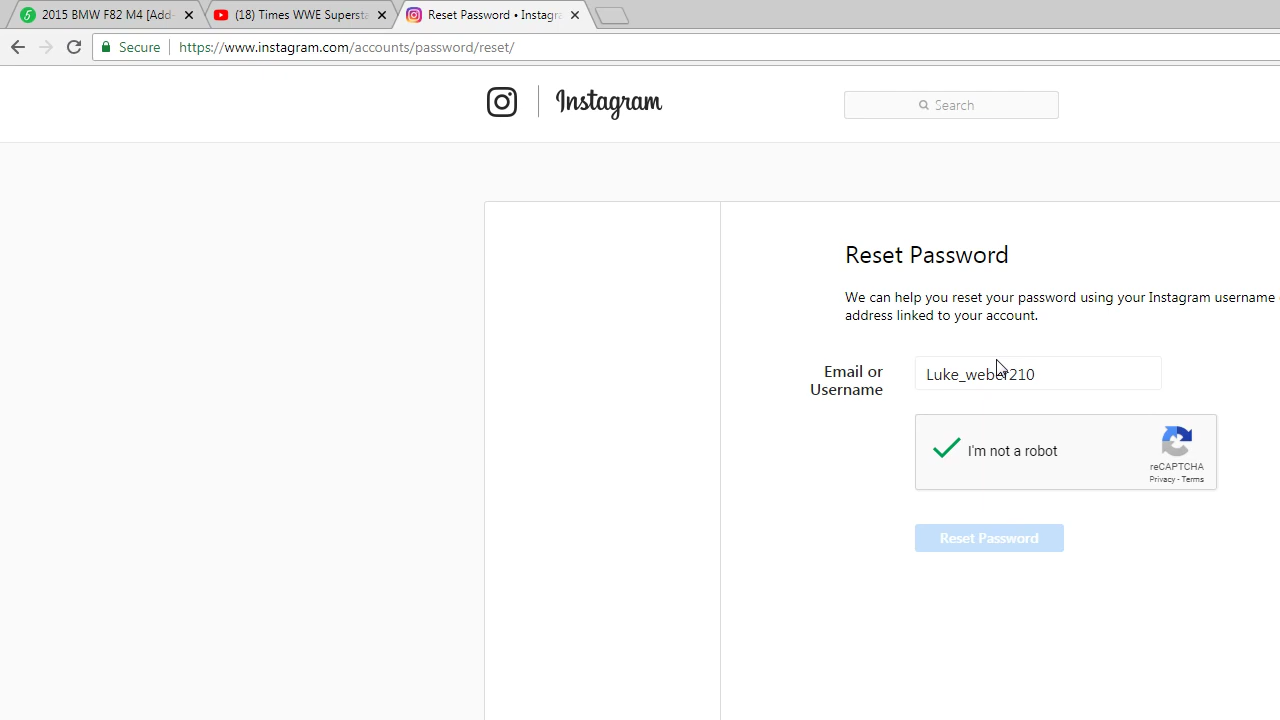 2015 BMW F82 M4 [Add-
(18) Times WWE Supersta
Reset Password • Instagra
Secure
https://www.instagram.com/accounts/password/reset/
Instagram
Search
Reset Password
We can help you reset your password using your Instagram username
address linked to your account.
Email or
Username
Luke_weber210
I'm not a robot
reCAPTCHA
Privacy - Terms
Reset Password